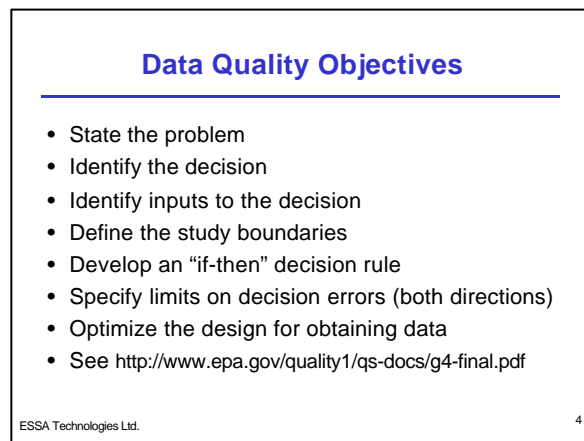 Data Quality Objectives
• State the problem
• Identify the decision
• Identify inputs to the decision
• Define the study boundaries
• Develop an “if-then” decision rule
• Specify limits on decision errors (both directions)
• Optimize the design for obtaining data
• See http://www.epa.gov/quality1/qs-docs/g4-final.pdf
ESSA Technologies Ltd.
4